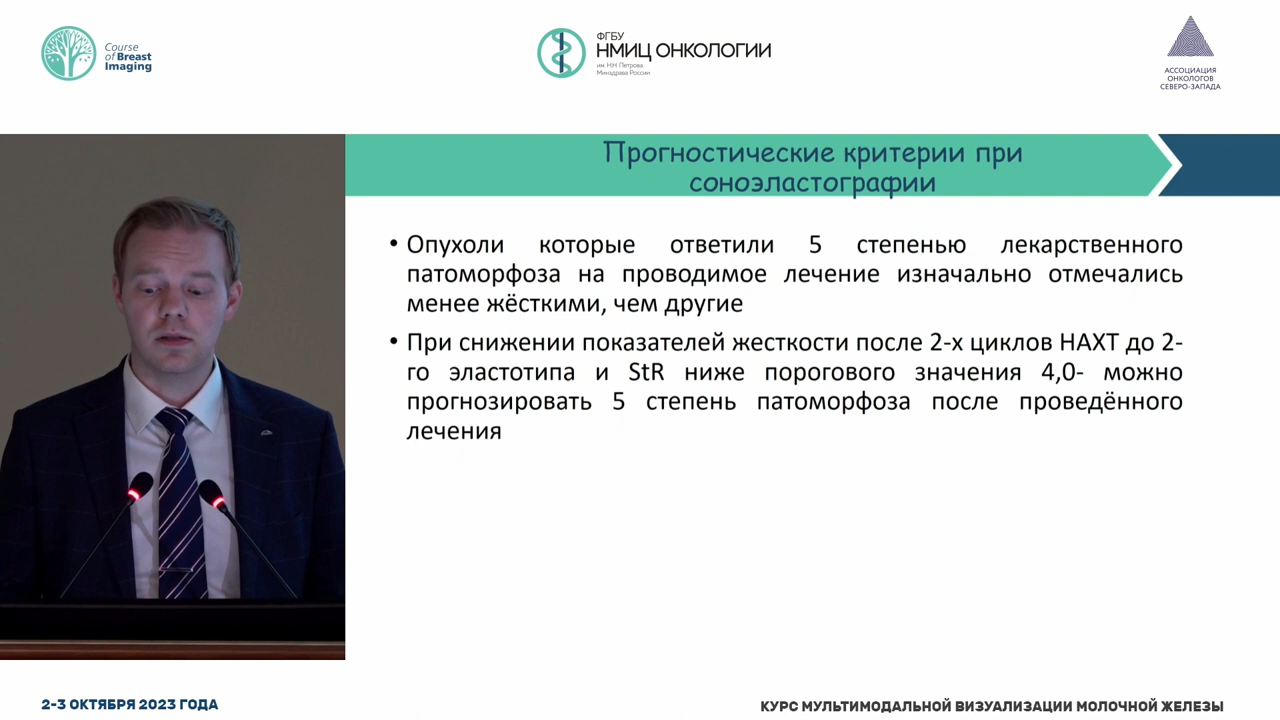 Course
of Breast
Imaging
ФГБУ
НМИЦ ОНКОЛОГИИ
им. Н.Н. Петрова
Минздрава России
АССОЦИАЦИЯ
ОНКОЛОГОВ
СЕВЕРО-ЗАПАДА
Прогностические критерии при
соноэластографии
• Опухоли которые ответили 5 степенью лекарственного
патоморфоза на проводимое лечение изначально отмечались
менее жёсткими, чем другие
• При снижении показателей жесткости после 2-х циклов НАХТ до 2-
го эластотипа и StR ниже порогового значения 4,0- можно
прогнозировать 5 степень патоморфоза после проведённого
лечения
2-3 ОКТЯБРЯ 2023 ГОДА
КУРС МУЛЬТИМОДАЛЬНОЙ ВИЗУАЛИЗАЦИИ МОЛОЧНОЙ ЖЕЛЕЗЫ